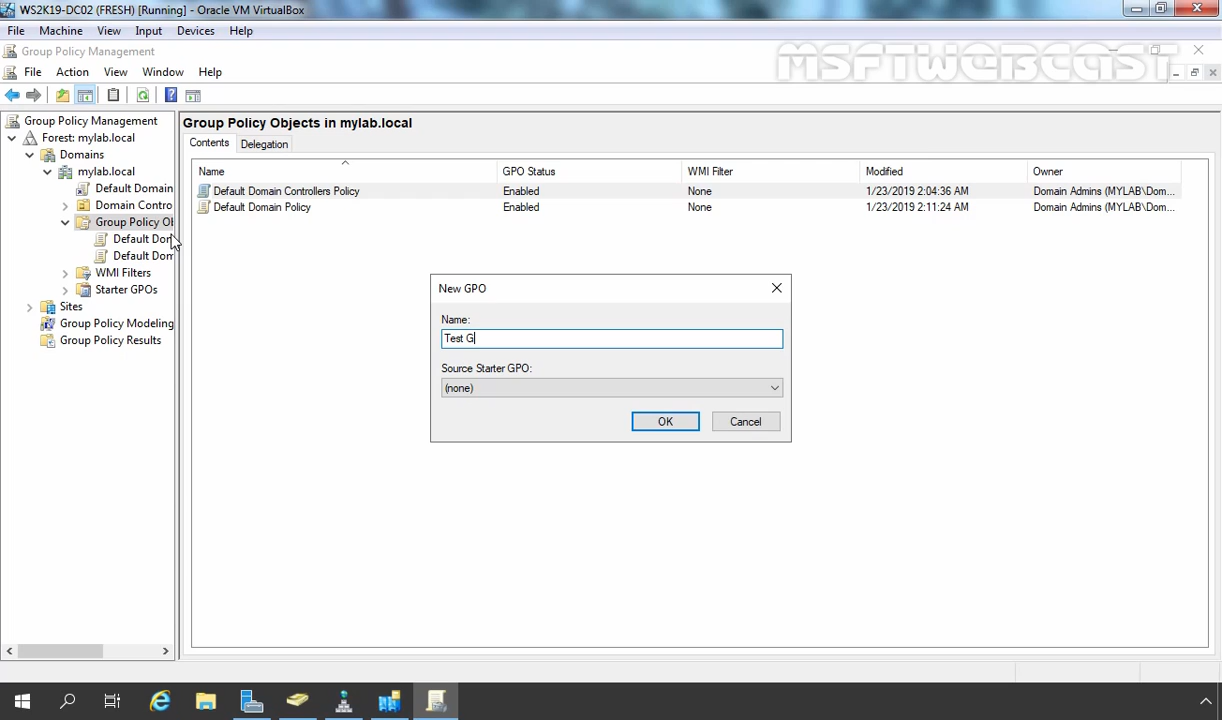 WS2K19-DC02 (FRESH) [Running] - Oracle VM VirtualBox
File Machine View Input Devices Help
Group Policy Management
MSFTWEBCAST
File Action View Window Help
Group Policy Management
Forest: mylab.local
Domains
mylab.local
Default Domain
Domain Contro
Group Policy Ob
Default Dom
Default Dom
WMI Filters
Starter GPOs
Sites
Group Policy Modeling
Group Policy Results
Group Policy Objects in mylab.local
Contents Delegation
Name GPO Status WMI Filter Modified Owner
Default Domain Controllers Policy Enabled None 1/23/2019 2:04:36 AM Domain Admins (MYLAB\Dom...
Default Domain Policy Enabled None 1/23/2019 2:11:24 AM Domain Admins (MYLAB\Dom...
New GPO
Name:
Test G
Source Starter GPO:
(none)
OK Cancel